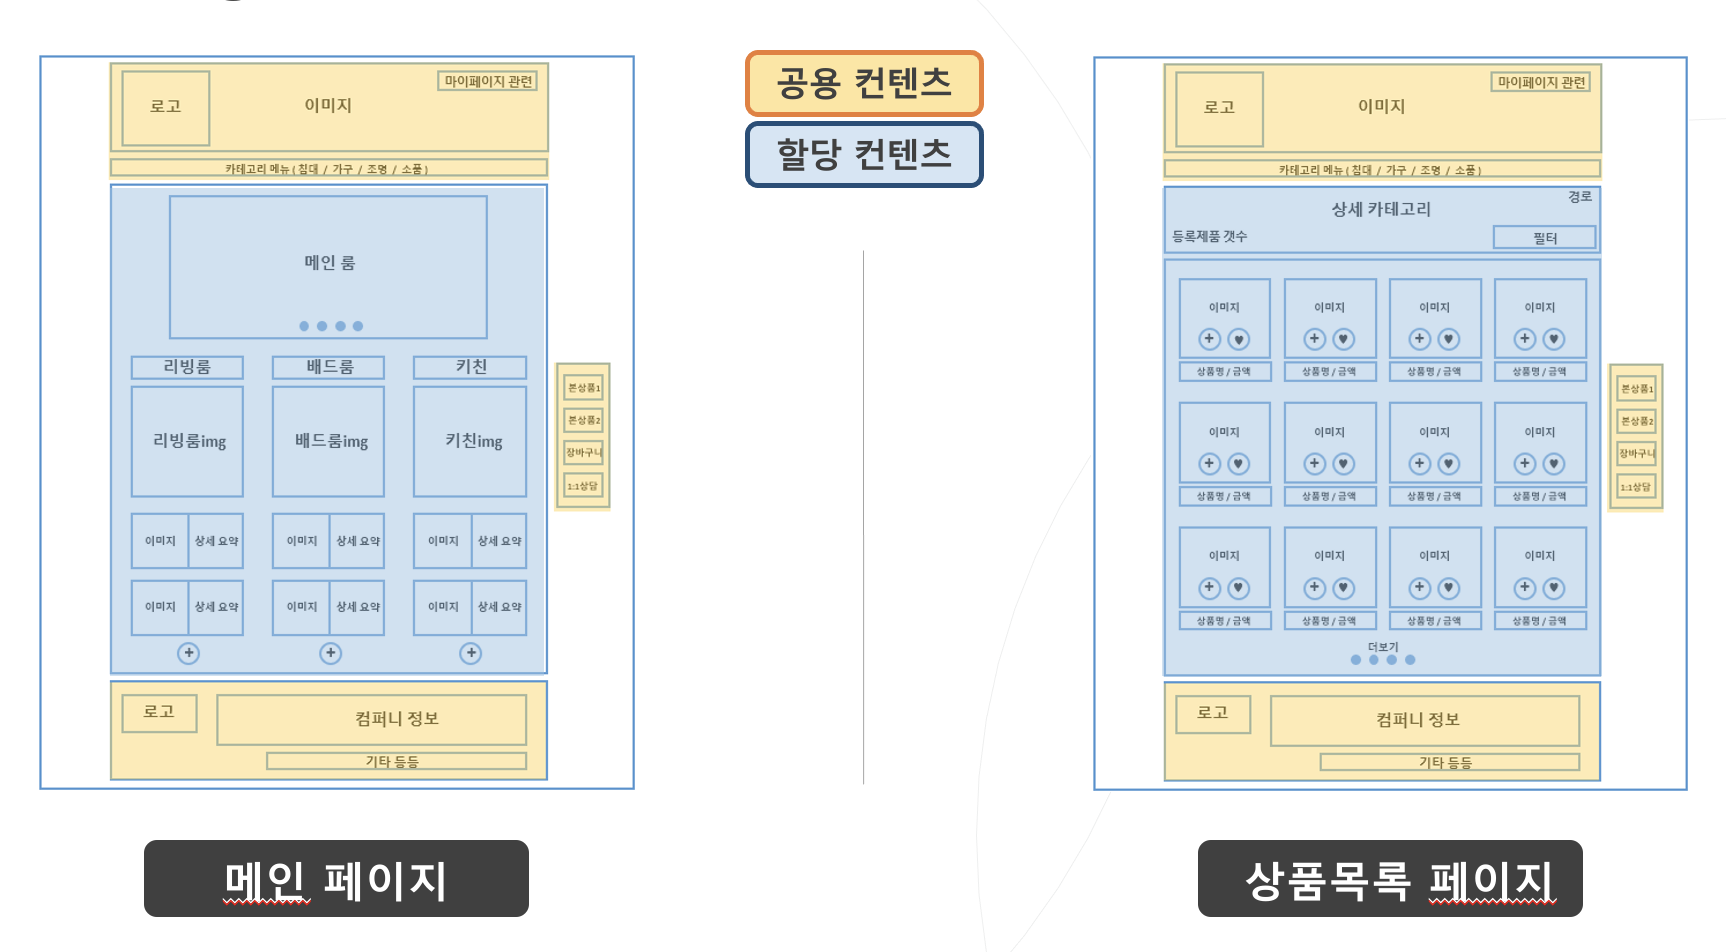 로고
이미지
마이페이지 관련
카테고리 메뉴 ( 침대 / 가구 / 조명 / 소품 )
메인 룸
리빙룸
배드룸
키친
리빙룸img
배드룸img
키친img
이미지 상세 요약
이미지 상세 요약
이미지 상세 요약
이미지 상세 요약
이미지 상세 요약
이미지 상세 요약
+
+
+
본상품1
본상품2
장바구니
1:1상담
로고
컴퍼니 정보
기타 등등
메인 페이지
공용 컨텐츠
할당 컨텐츠
로고
이미지
마이페이지 관련
카테고리 메뉴 ( 침대 / 가구 / 조명 / 소품 )
경로
상세 카테고리
등록제품 갯수
필터
이미지
이미지
이미지
이미지
+ ♥
+ ♥
+ ♥
+ ♥
상품명 / 금액
상품명 / 금액
상품명 / 금액
상품명 / 금액
이미지
이미지
이미지
이미지
+ ♥
+ ♥
+ ♥
+ ♥
상품명 / 금액
상품명 / 금액
상품명 / 금액
상품명 / 금액
이미지
이미지
이미지
이미지
+ ♥
+ ♥
+ ♥
+ ♥
상품명 / 금액
상품명 / 금액
상품명 / 금액
상품명 / 금액
더보기
본상품1
본상품2
장바구니
1:1상담
로고
컴퍼니 정보
기타 등등
상품목록 페이지